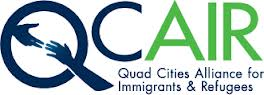 QCAIR
Quad Cities Alliance for
Immigrants & Refugees